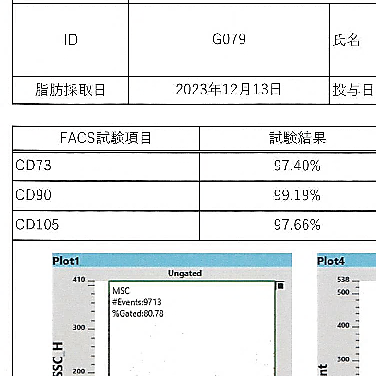 ID G079 氏名
脂肪採取日 2023年12月13日 投与日
FACS試験項目 試験結果
CD73 97.40%
CD90 99.19%
CD105 97.66%
Plot1 Plot4
Ungated
410 538
MSC
#Events:9713
%Gated:80.78
500
300
400
SSC_H
200 300